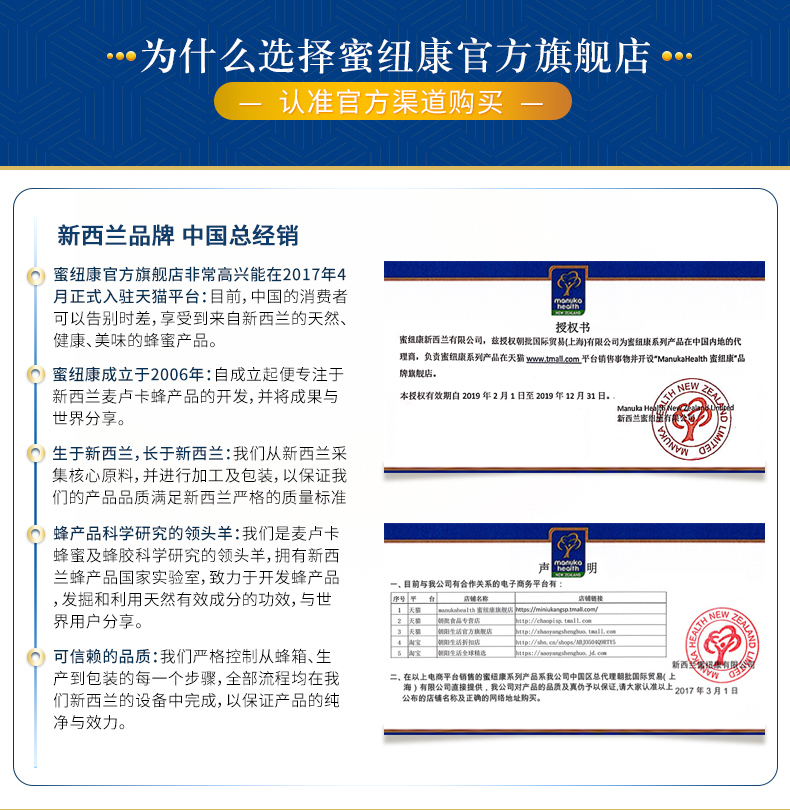 为什么选择蜜纽康官方旗舰店
— 认准官方渠道购买 —
新西兰品牌 中国总经销
蜜纽康官方旗舰店非常高兴能在2017年4
月正式入驻天猫平台：目前，中国的消费者
可以告别时差，享受到来自新西兰的天然、
健康、美味的蜂蜜产品。
蜜纽康成立于2006年：自成立起便专注于
新西兰麦卢卡蜂产品的开发，并将成果与
世界分享。
生于新西兰，长于新西兰：我们从新西兰采
集核心原料，并进行加工及包装，以保证我
们的产品品质满足新西兰严格的质量标准
蜂产品科学研究的领头羊：我们是麦卢卡
蜂蜜及蜂胶科学研究的领头羊，拥有新西
兰蜂产品国家实验室，致力于开发蜂产品
，发掘和利用天然有效成分的功效，与世
界用户分享。
可信赖的品质：我们严格控制从蜂箱、生
产到包装的每一个步骤，全部流程均在我
们新西兰的设备中完成，以保证产品的纯
净与效力。
manuka
health
NEW ZEALAND
授权书
蜜纽康新西兰有限公司，兹授权朝批国际贸易(上海)有限公司为蜜纽康系列产品在中国内地的代
理商，负责蜜纽康系列产品在天猫 www.tmall.com 平台销售事物并开设“ManukaHealth 蜜纽康”品
牌旗舰店。
本授权有效期自 2019 年 2 月 1 日至 2019 年 12 月 31 日。
Manuka Health New Zealand Limited
新西兰蜜纽康有限公司
MANUKA HEALTH NEW ZEALAND LIMITED
manuka
health
NEW ZEALAND
声 明
一、目前与我公司有合作关系的电子商务平台有：
序号 平 台 店铺名称 店铺链接
1 天猫 manukahealth 蜜纽康旗舰店 https://miniukangsp.tmall.com/
2 天猫 朝批食品专营店 http://chaopisp.tmall.com
3 天猫 朝阳生活官方旗舰店 http://zhaoyangshenghuo.tmall.com
4 淘宝 朝阳生活折扣店
5 淘宝 朝阳生活全球精选
二、在以上电商平台销售的蜜纽康系列产品系我公司中国区总代理朝批国际贸易(上
海）有限公司直接提供，我公司对产品的品质及真伪予以保证,请大家认准以上
公布的店铺名称及正确的网络地址购买。
新西兰蜜纽康有限公司
2017 年 3 月 1 日
MANUKA HEALTH NEW ZEALAND LIMITED